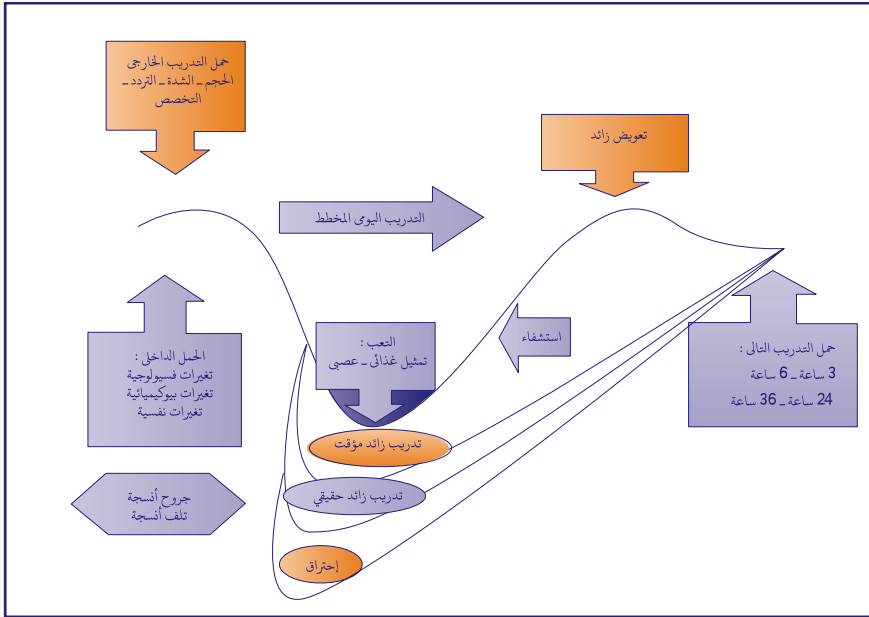 حمل التدريب الخارجى
الحجم – الشدة – التردد –
التخصص
تعويض زائد
التدريب اليومى المخطط
استشفاء
التعب :
تمثيل غذائى – عصبى
الحمل الداخلى :
تغيرات فسيولوجية
تغيرات بيوكيميائية
تغيرات نفسية
حمل التدريب التالى :
3 ساعة – 6 ساعة
24 ساعة – 36 ساعة
تدريب زائد مؤقت
تدريب زائد حقيقي
جروح أنسجة
تلف أنسجة
إحتراق